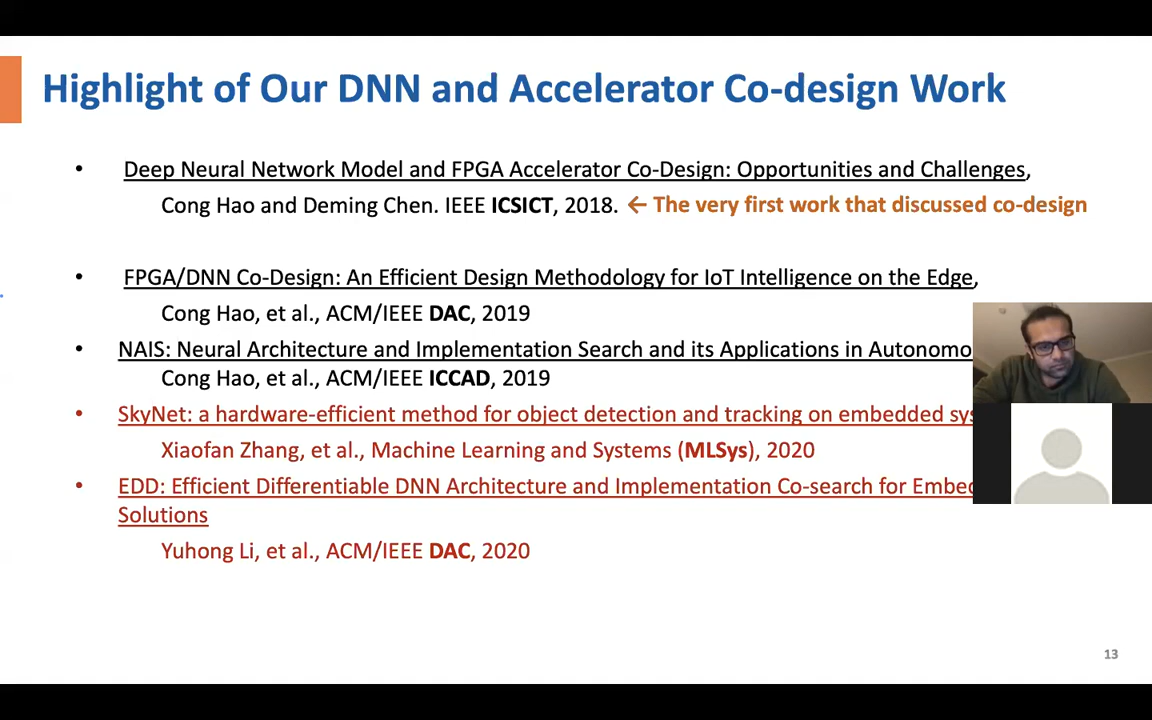 Highlight of Our DNN and Accelerator Co-design Work
• Deep Neural Network Model and FPGA Accelerator Co-Design: Opportunities and Challenges,
Cong Hao and Deming Chen. IEEE ICSICT, 2018. ← The very first work that discussed co-design
• FPGA/DNN Co-Design: An Efficient Design Methodology for IoT Intelligence on the Edge,
Cong Hao, et al., ACM/IEEE DAC, 2019
• NAIS: Neural Architecture and Implementation Search and its Applications in
Cong Hao, et al., ACM/IEEE ICCAD, 2019
• SkyNet: a hardware-efficient method for object detection and tracking on embedded
Xiaofan Zhang, et al., Machine Learning and Systems (MLSys), 2020
• EDD: Efficient Differentiable DNN Architecture and Implementation Co-search for
Solutions
Yuhong Li, et al., ACM/IEEE DAC, 2020
13